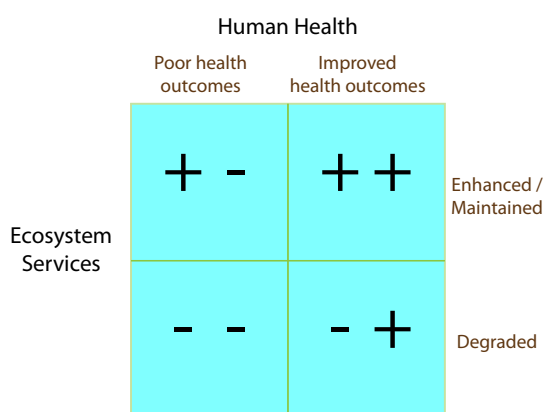 Human Health
Poor health
outcomes
Improved
health outcomes
+ -
+ +
Enhanced /
Maintained
Ecosystem
Services
- -
- +
Degraded